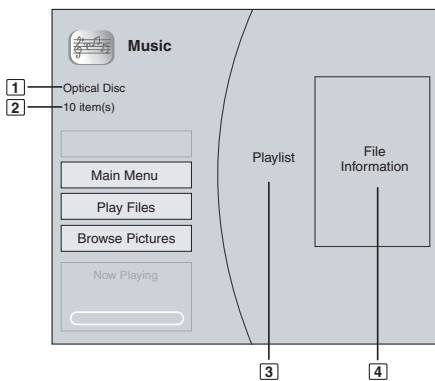 Music
1
Optical Disc
2
10 item(s)
Main Menu
Play Files
Browse Pictures
Now Playing
Playlist
File
Information
3
4